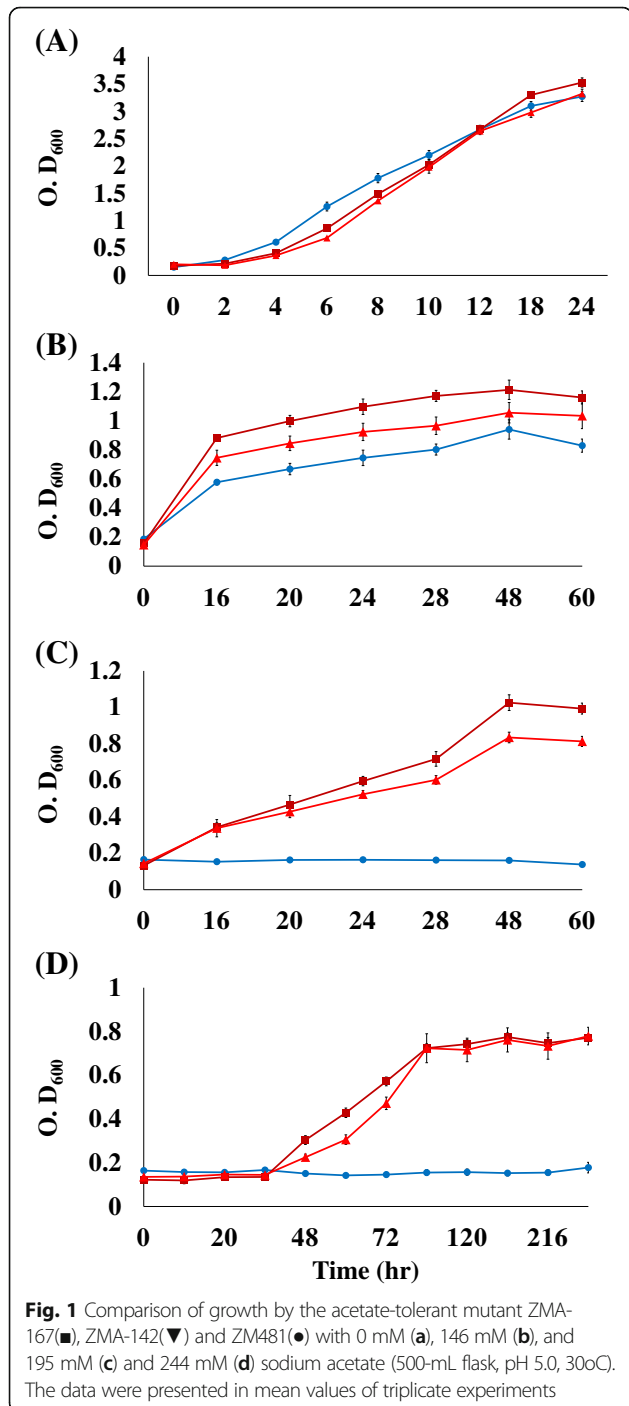 (A)
4
3.5
3
2.5
2
1.5
1
0.5
0
O. D600
0 2 4 6 8 10 12 18 24
(B)
1.4
1.2
1
0.8
0.6
0.4
0.2
0
O. D600
0 16 20 24 28 48 60
(C)
1.2
1
0.8
0.6
0.4
0.2
0
O. D600
0 16 20 24 28 48 60
(D)
1
0.8
0.6
0.4
0.2
0
O. D600
0 20 48 72 120 216
Time (hr)
Fig. 1 Comparison of growth by the acetate-tolerant mutant ZMA-
167(■), ZMA-142(▼) and ZM481(●) with 0 mM (a), 146 mM (b), and
195 mM (c) and 244 mM (d) sodium acetate (500-mL flask, pH 5.0, 30oC).
The data were presented in mean values of triplicate experiments